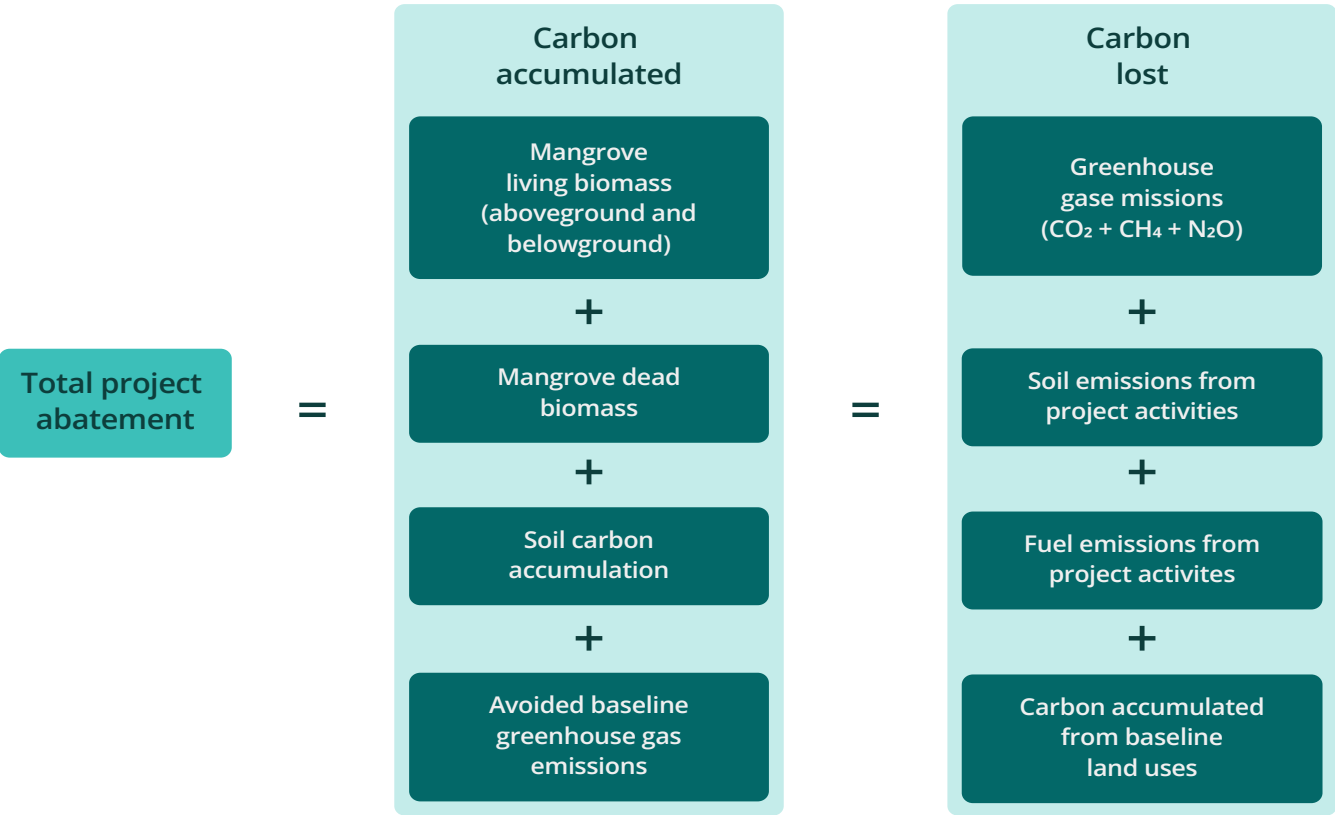 Total project
abatement
=
Carbon
accumulated
Mangrove
living biomass
(aboveground and
belowground)
+
Mangrove dead
biomass
+
Soil carbon
accumulation
+
Avoided baseline
greenhouse gas
emissions
=
Carbon
lost
Greenhouse
gase missions
(CO₂ + CH₄ + N₂O)
+
Soil emissions from
project activities
+
Fuel emissions from
project activites
+
Carbon accumulated
from baseline
land uses